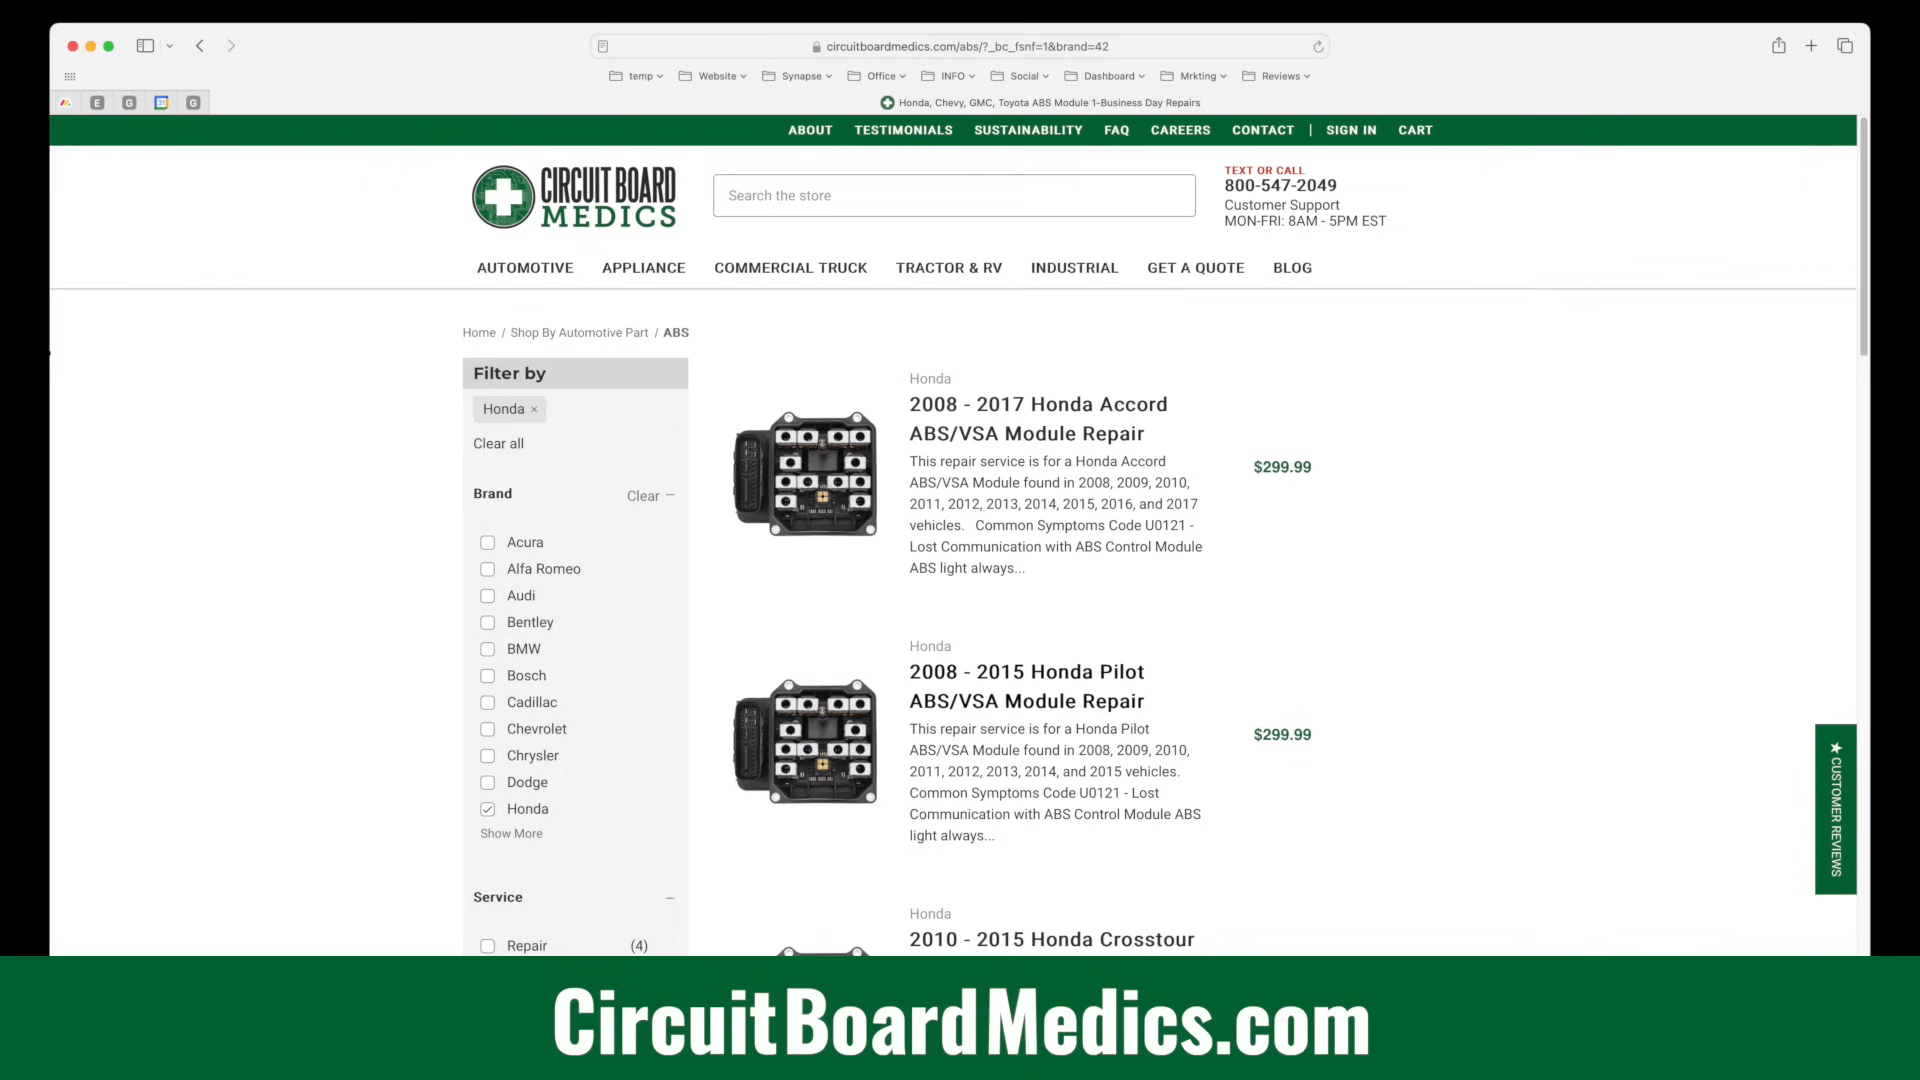 circuitboardmedics.com/abs/?_bc_fsnf=1&brand=42
temp
Website
Synapse
Office
INFO
Social
Dashboard
Mrkting
Reviews
E
G
31
G
Honda, Chevy, GMC, Toyota ABS Module 1-Business Day Repairs
ABOUT
TESTIMONIALS
SUSTAINABILITY
FAQ
CAREERS
CONTACT
|
SIGN IN
CART
CIRCUIT BOARD
MEDICS
Search the store
TEXT OR CALL
800-547-2049
Customer Support
MON-FRI: 8AM - 5PM EST
AUTOMOTIVE
APPLIANCE
COMMERCIAL TRUCK
TRACTOR & RV
INDUSTRIAL
GET A QUOTE
BLOG
Home / Shop By Automotive Part / ABS
Filter by
Honda ×
Clear all
Brand
Clear
Acura
Alfa Romeo
Audi
Bentley
BMW
Bosch
Cadillac
Chevrolet
Chrysler
Dodge
Honda
Show More
Service
Repair (4)
Honda
2008 - 2017 Honda Accord
ABS/VSA Module Repair
This repair service is for a Honda Accord
ABS/VSA Module found in 2008, 2009, 2010,
2011, 2012, 2013, 2014, 2015, 2016, and 2017
vehicles. Common Symptoms Code U0121 -
Lost Communication with ABS Control Module
ABS light always...
$299.99
Honda
2008 - 2015 Honda Pilot
ABS/VSA Module Repair
This repair service is for a Honda Pilot
ABS/VSA Module found in 2008, 2009, 2010,
2011, 2012, 2013, 2014, and 2015 vehicles.
Common Symptoms Code U0121 - Lost
Communication with ABS Control Module ABS
light always...
$299.99
Honda
2010 - 2015 Honda Crosstour
★ CUSTOMER REVIEWS
CircuitBoardMedics.com